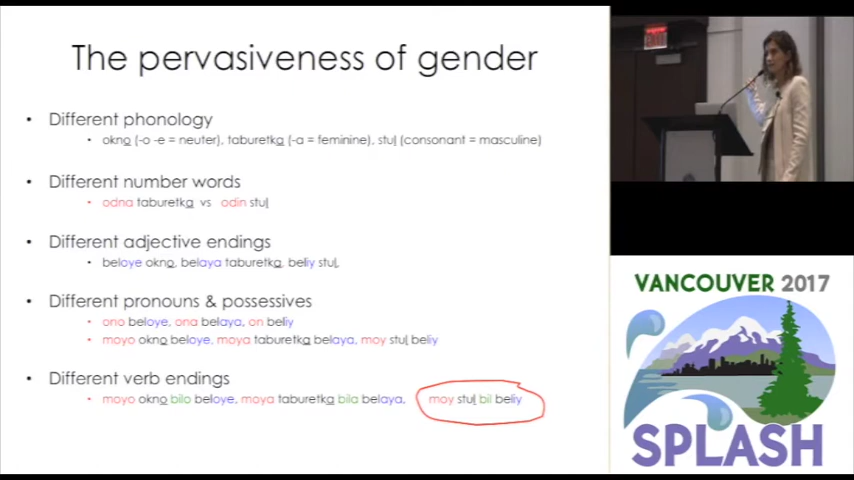 The pervasiveness of gender
• Different phonology
• okno (-o -e = neuter), taburetka (-a = feminine), stul (consonant = masculine)
• Different number words
• odna taburetka vs odin stul
• Different adjective endings
• beloye okno, belaya taburetka, beliy stul,
• Different pronouns & possessives
• ono beloye, ona belaya, on beliy
• moyo okno beloye, moya taburetka belaya, moy stul beliy
• Different verb endings
• moyo okno bilo beloye, moya taburetka bila belaya, moy stul bil beliy
EXIT
VANCOUVER 2017
SPLASH